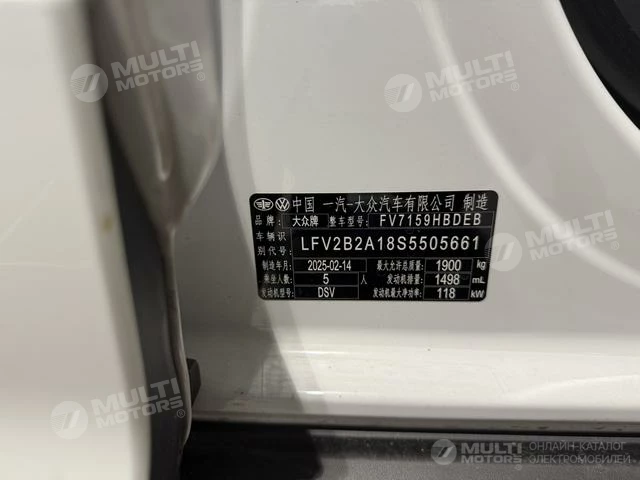 中国 一汽-大众汽车有限公司 制造
品牌: 大众牌 整车型号: FV7159HBDEB
车辆识别代号: LFV2B2A18S5505661
制造年月: 2025-02-14 最大允许总质量: 1900 kg
乘坐人数: 5 人 发动机排量: 1498 mL
发动机型号: DSV 发动机最大净功率: 118 kW
MULTI MOTORS®
MULTI MOTORS®
MULTI MOTORS®
MULTI MOTORS®
MULTI MOTORS
ОНЛАЙН-КАТАЛОГ ЭЛЕКТРОМОБИЛЕЙ